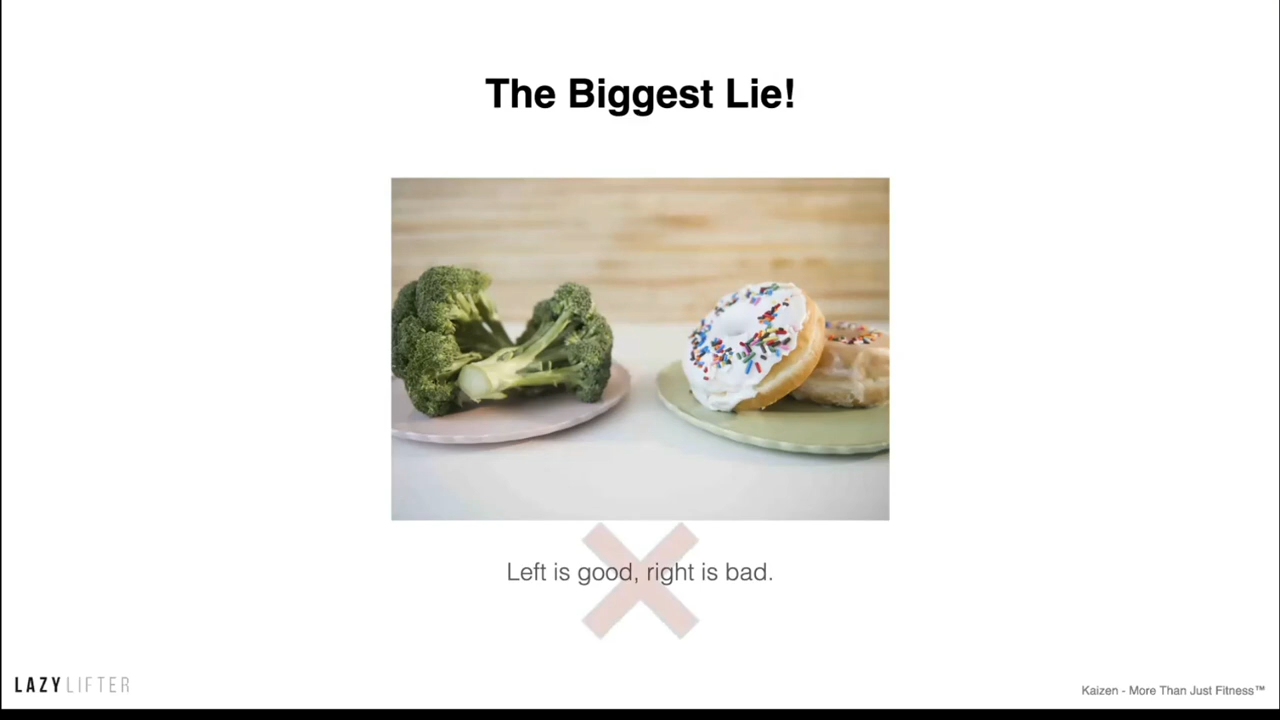 The Biggest Lie!
Left is good, right is bad.
LAZYLIFTER
Kaizen - More Than Just Fitness™